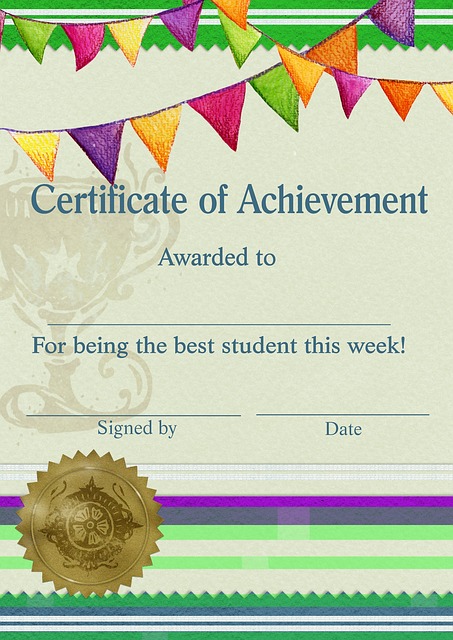 Certificate of Achievement
Awarded to
For being the best student this week!
Signed by
Date